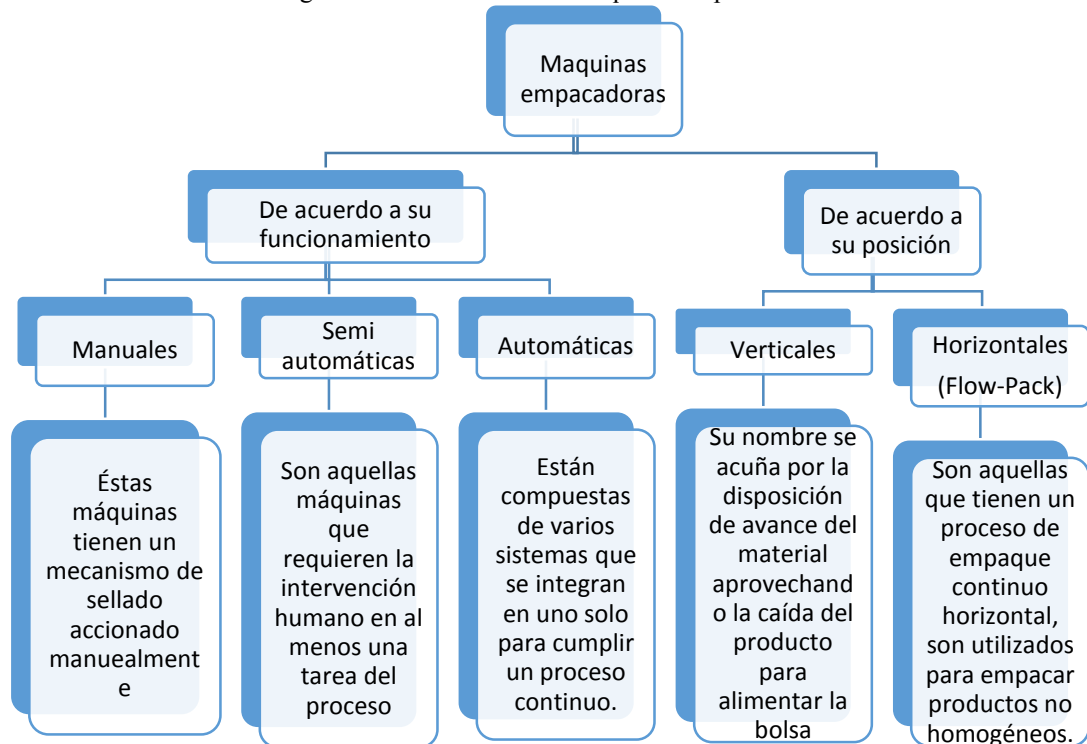 Maquinas
empacadoras
De acuerdo a su
funcionamiento
De acuerdo a
su posición
Manuales
Semi
automáticas
Automáticas
Verticales
Horizontales
(Flow-Pack)
Éstas
máquinas
tienen un
mecanismo de
sellado
accionado
manuealment
e
Son aquellas
máquinas
que
requieren la
intervención
humano en al
menos una
tarea del
proceso
Están
compuestas
de varios
sistemas que
se integran
en uno solo
para cumplir
un proceso
continuo.
Su nombre se
acuña por la
disposición
de avance del
material
aprovechand
o la caída del
producto
para
alimentar la
bolsa
Son aquellas
que tienen un
proceso de
empaque
continuo
horizontal,
son utilizados
para empacar
productos no
homogéneos.